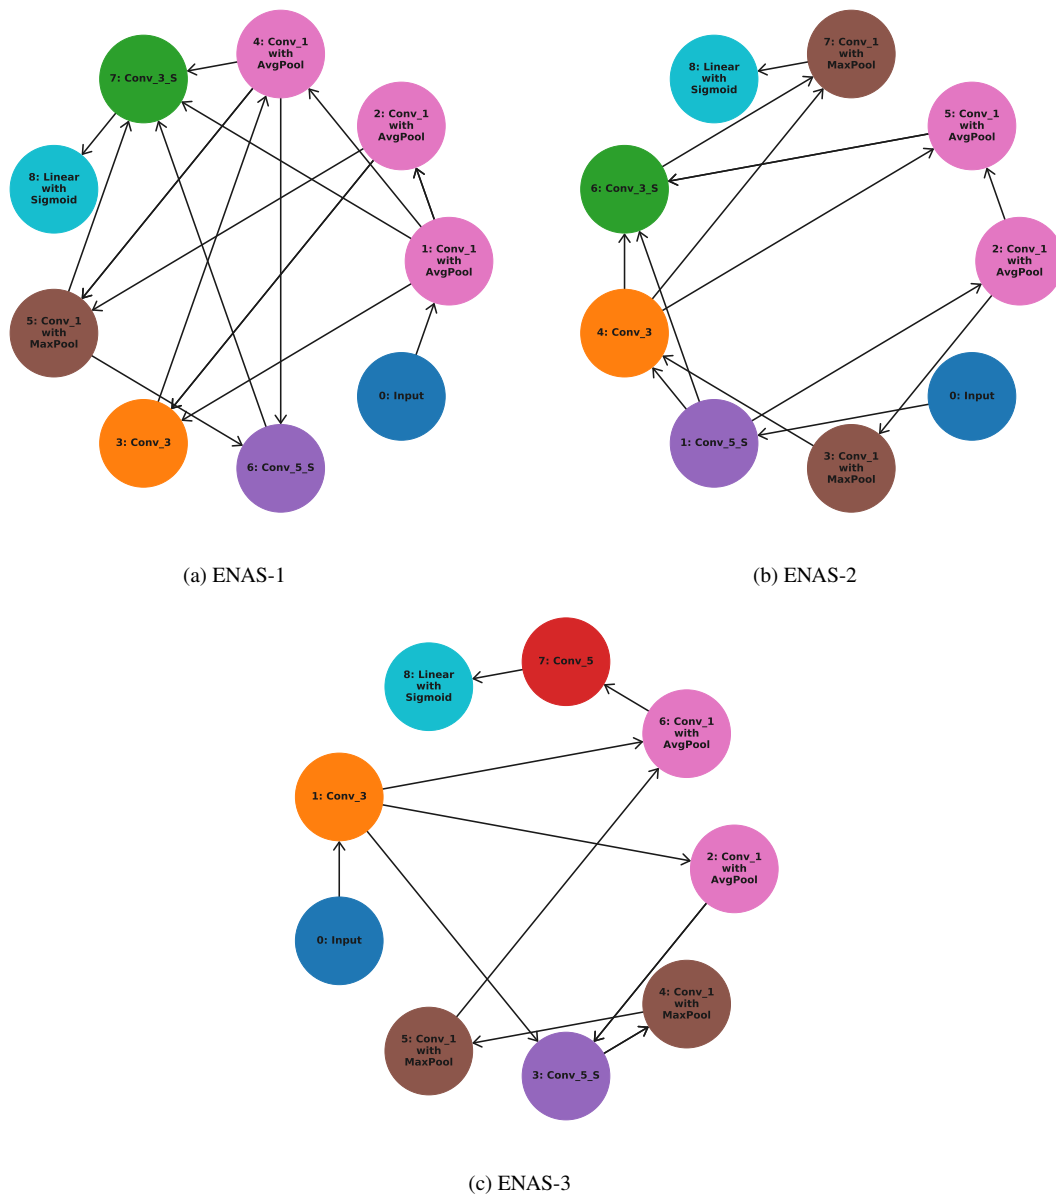 4: Conv_1
with
AvgPool
7: Conv_3_S
2: Conv_1
with
AvgPool
8: Linear
with
Sigmoid
1: Conv_1
with
AvgPool
5: Conv_1
with
MaxPool
0: Input
3: Conv_3
6: Conv_5_S
(a) ENAS-1
7: Conv_1
with
MaxPool
8: Linear
with
Sigmoid
5: Conv_1
with
AvgPool
6: Conv_3_S
2: Conv_1
with
AvgPool
4: Conv_3
0: Input
1: Conv_5_S
3: Conv_1
with
MaxPool
(b) ENAS-2
7: Conv_5
8: Linear
with
Sigmoid
6: Conv_1
with
AvgPool
1: Conv_3
2: Conv_1
with
AvgPool
0: Input
4: Conv_1
with
MaxPool
5: Conv_1
with
MaxPool
3: Conv_5_S
(c) ENAS-3